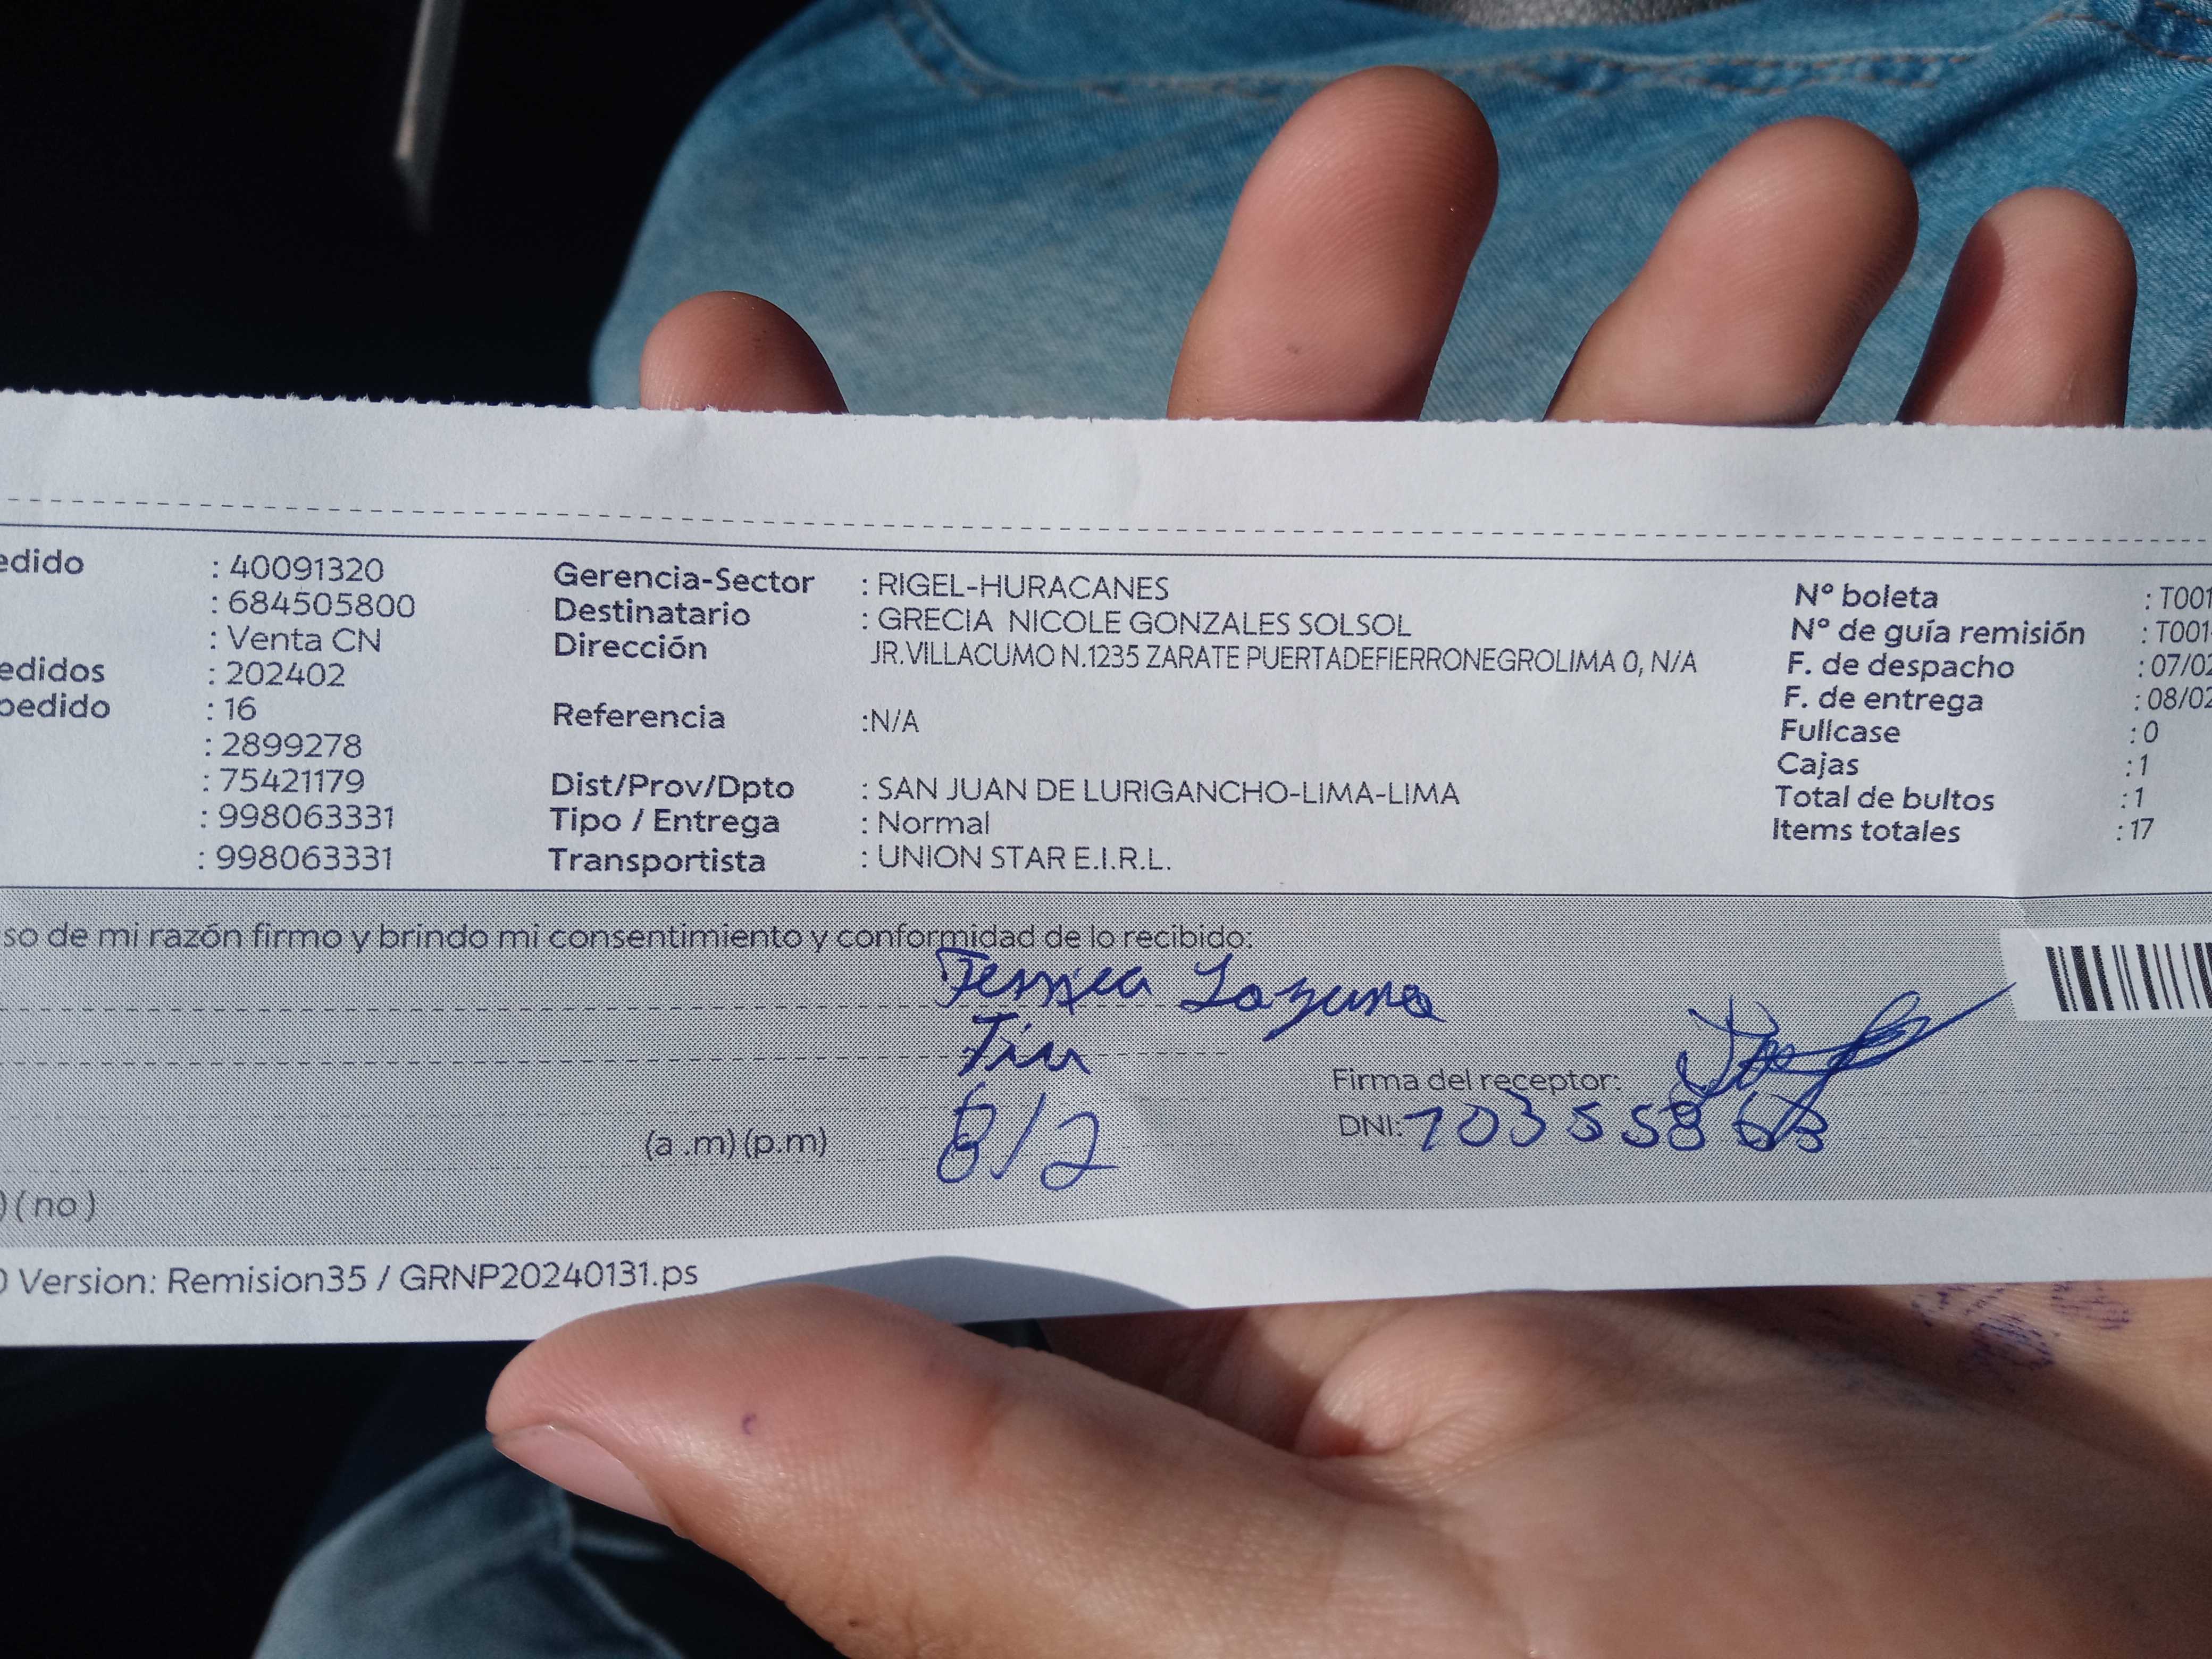 edido : 40091320
: 684505800
: Venta CN
edidos : 202402
pedido : 16
: 2899278
: 75421179
: 998063331
: 998063331
Gerencia-Sector : RIGEL-HURACANES
Destinatario : GRECIA NICOLE GONZALES SOLSOL
Dirección JR.VILLACUMO N.1235 ZARATE PUERTADEFIERRONEGROLIMA 0, N/A
Referencia :N/A
Dist/Prov/Dpto : SAN JUAN DE LURIGANCHO-LIMA-LIMA
Tipo / Entrega : Normal
Transportista : UNION STAR E.I.R.L.
Nº boleta : T001
Nº de guía remisión : T001
F. de despacho : 07/02
F. de entrega : 08/02
Fullcase : 0
Cajas : 1
Total de bultos : 1
Items totales : 17
so de mi razón firmo y brindo mi consentimiento y conformidad de lo recibido:
Lozano
Tía
Firma del receptor:
(a .m) (p.m) 8/2
DNI:
) ( no )
Version: Remision35 / GRNP20240131.ps